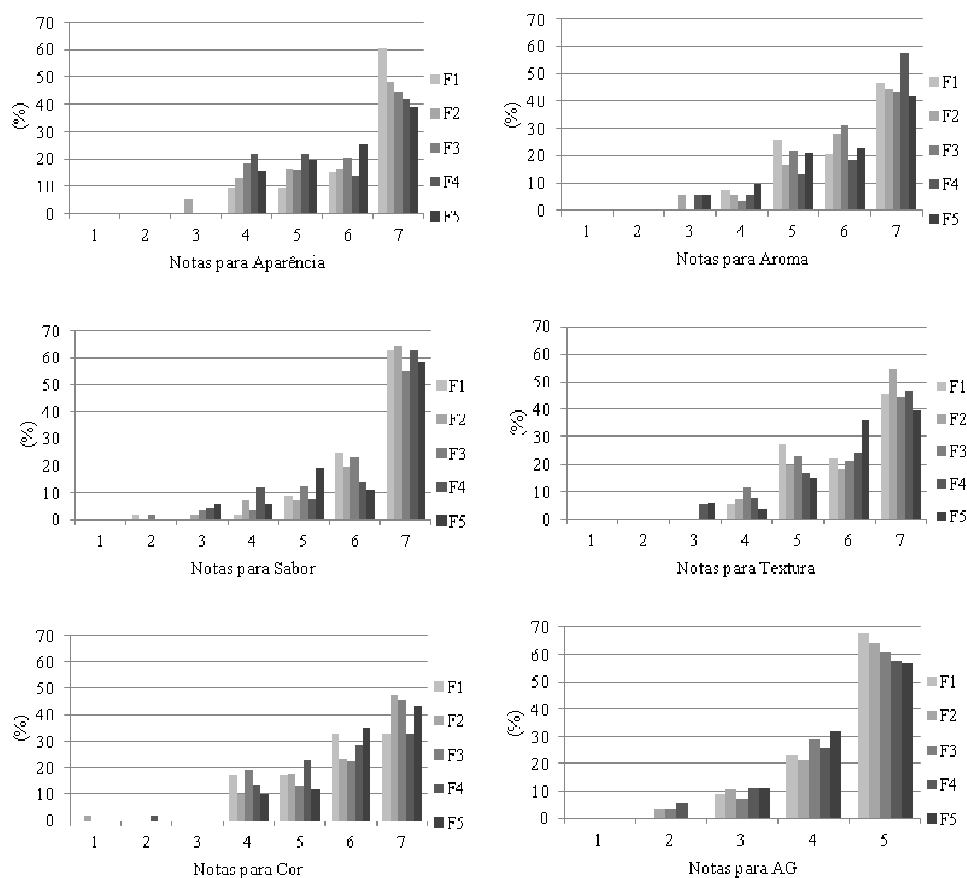 70
60
50
40
30
20
10
0
(%)
1 2 3 4 5 6 7
Notas para Aparência
F1
F2
F3
F4
F5
70
60
50
40
30
20
10
0
(%)
1 2 3 4 5 6 7
Notas para Aroma
F1
F2
F3
F4
F5
70
60
50
40
30
20
10
0
(%)
1 2 3 4 5 6 7
Notas para Sabor
F1
F2
F3
F4
F5
70
60
50
40
30
20
10
0
(%)
1 2 3 4 5 6 7
Notas para Textura
F1
F2
F3
F4
F5
70
60
50
40
30
20
10
0
(%)
1 2 3 4 5 6 7
Notas para Cor
F1
F2
F3
F4
F5
70
60
50
40
30
20
10
0
(%)
1 2 3 4 5
Notas para AG
F1
F2
F3
F4
F5